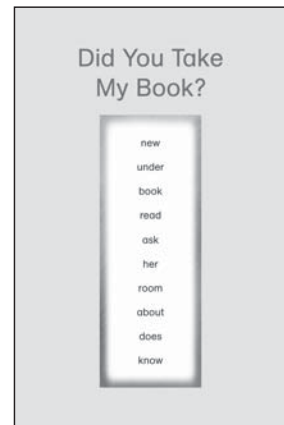 Did You Take
My Book?
new
under
book
read
ask
her
room
about
does
know